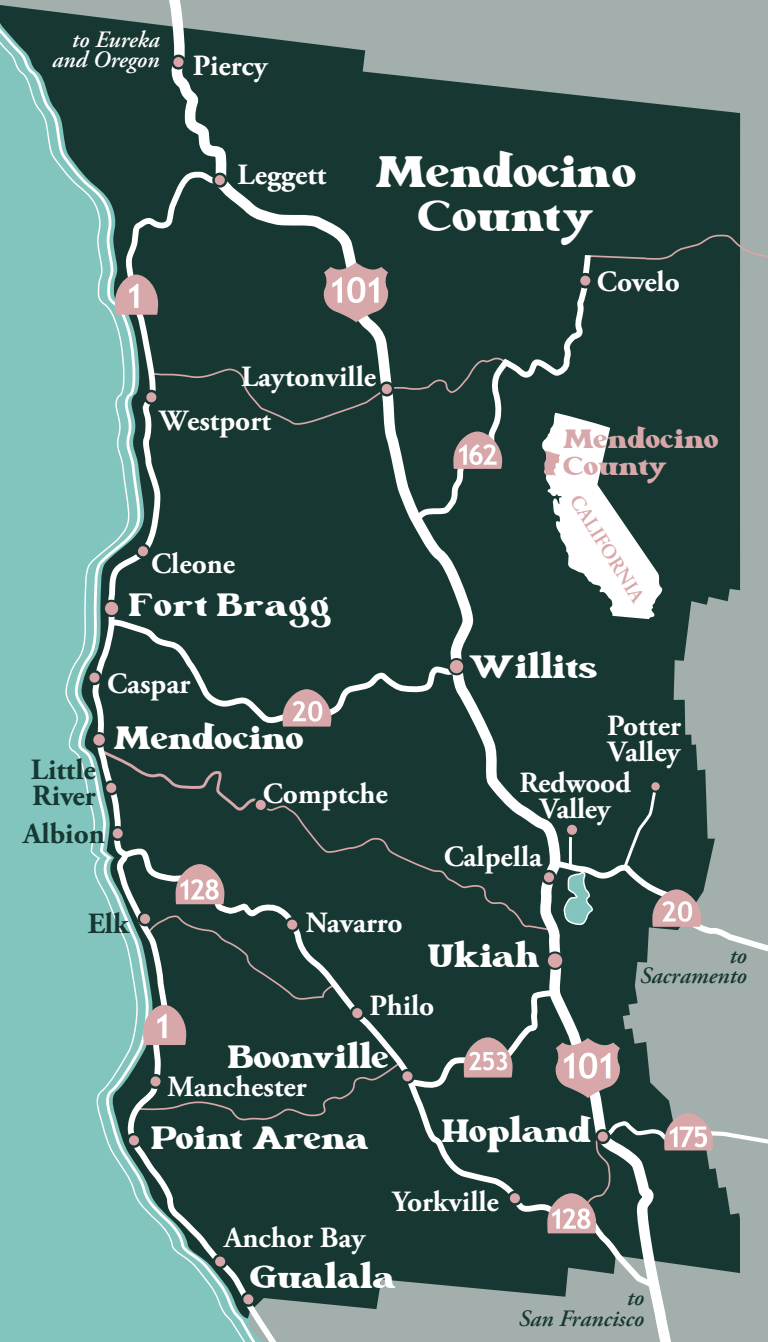 to Eureka
and Oregon
Piercy
Leggett
Mendocino
County
1
101
Covelo
Laytonville
Westport
162
Mendocino
County
CALIFORNIA
Cleone
Fort Bragg
Willits
Caspar
20
Mendocino
Potter
Valley
Little
River
Redwood
Valley
Comptche
Albion
Calpella
128
20
Elk
Navarro
Ukiah
to
Sacramento
Philo
1
Boonville
253
101
Manchester
Point Arena
Hopland
175
Yorkville
128
Anchor Bay
Gualala
to
San Francisco